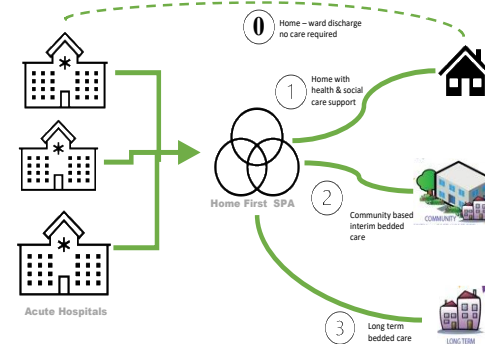 0
Home – ward discharge
no care required
1
Home with
health & social
care support
Home First SPA
2
Community based
interim bedded
care
COMMUNITY
Acute Hospitals
3
Long term
bedded care
LONG TERM